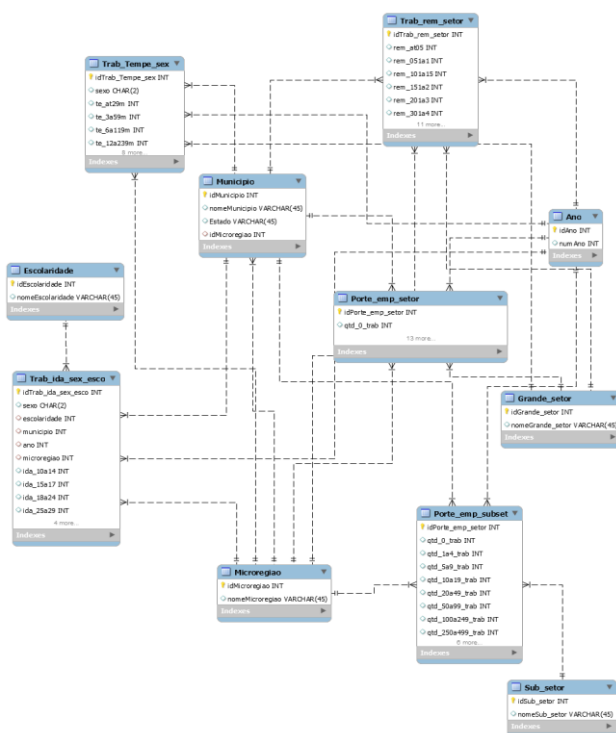 Trab_rem_setor
idTrab_rem_setor INT
rem_at05 INT
rem_051a1 INT
rem_101a15 INT
rem_151a2 INT
rem_201a3 INT
rem_301a4 INT
11 more...
Indexes
Trab_Tempe_sex
idTrab_Tempe_sex INT
sexo CHAR(2)
te_at29m INT
te_3a59m INT
te_6a119m INT
te_12a239m INT
8 more...
Indexes
Municipio
idMunicipio INT
nomeMunicipio VARCHAR(45)
Estado VARCHAR(45)
idMicroregiao INT
Indexes
Ano
idAno INT
numAno INT
Indexes
Escolaridade
idEscolaridade INT
nomeEscolaridade VARCHAR(45)
Indexes
Porte_emp_setor
idPorte_emp_setor INT
qtd_0_trab INT
13 more...
Indexes
Trab_ida_sex_esco
idTrab_ida_sex_esco INT
sexo CHAR(2)
escolaridade INT
municipio INT
ano INT
microregiao INT
ida_10a14 INT
ida_15a17 INT
ida_18a24 INT
ida_25a29 INT
4 more...
Indexes
Grande_setor
idGrande_setor INT
nomeGrande_setor VARCHAR(45)
Indexes
Porte_emp_subset
idPorte_emp_setor INT
qtd_0_trab INT
qtd_1a4_trab INT
qtd_5a9_trab INT
qtd_10a19_trab INT
qtd_20a49_trab INT
qtd_50a99_trab INT
qtd_100a249_trab INT
qtd_250a499_trab INT
6 more...
Indexes
Microregiao
idMicroregiao INT
nomeMicroregiao VARCHAR(45)
Indexes
Sub_setor
idSub_setor INT
nomeSub_setor VARCHAR(45)
Indexes